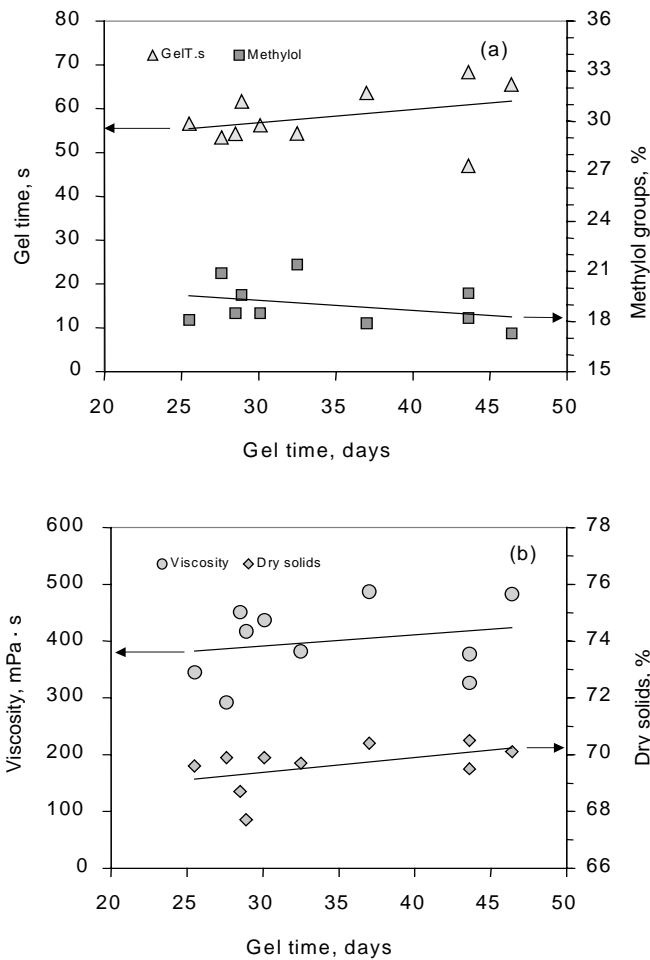 80
70
60
50
40
30
20
10
0
36
33
30
27
24
21
18
15
GelT.s
Methylol
(a)
Gel time, s
Methylol groups, %
20 25 30 35 40 45 50
Gel time, days
600
500
400
300
200
100
0
78
76
74
72
70
68
66
Viscosity
Dry solids
(b)
Viscosity, mPa · s
Dry solids. %
20 25 30 35 40 45 50
Gel time, days